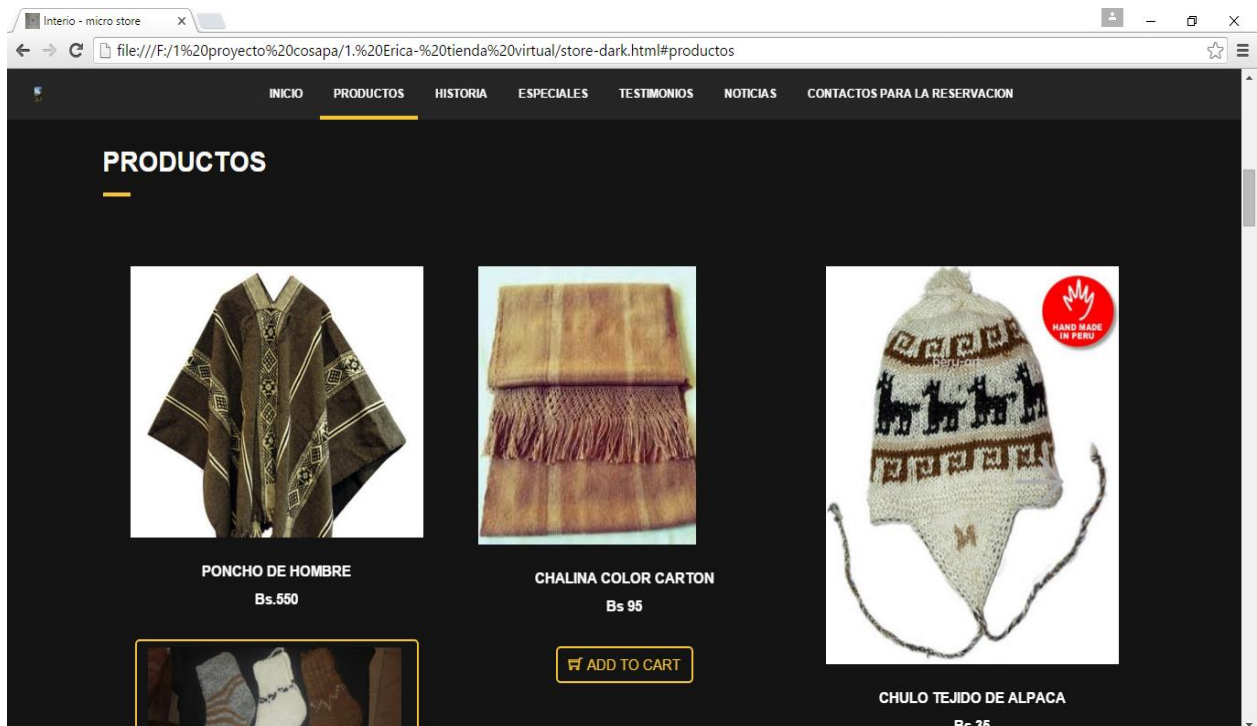 Interio - micro store
file:///F:/1%20proyecto%20cosapa/1.%20Erica-%20tienda%20virtual/store-dark.html#productos
INICIO PRODUCTOS HISTORIA ESPECIALES TESTIMONIOS NOTICIAS CONTACTOS PARA LA RESERVACION
PRODUCTOS
HAND MADE
IN PERU
PONCHO DE HOMBRE
Bs.550
CHALINA COLOR CARTON
Bs 95
ADD TO CART
CHULO TEJIDO DE ALPACA
Bs 35